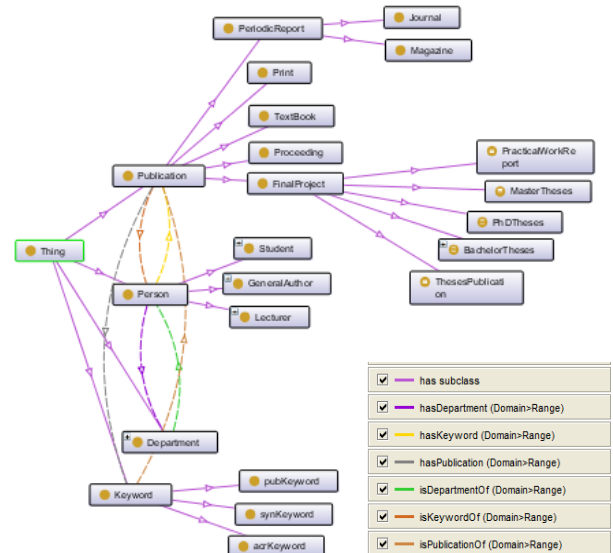 Journal
PeriodicReport
Magazine
Print
TextBook
Proceeding
Publication
FinalProject
PracticalWorkRe
port
MasterTheses
PhDTheses
BachelorTheses
ThesesPublicati
on
Thing
Student
Person
GeneralAuthor
Lecturer
Department
Keyword
pubKeyword
synKeyword
acrKeyword
has subclass
hasDepartment (Domain>Range)
hasKeyword (Domain>Range)
hasPublication (Domain>Range)
isDepartmentOf (Domain>Range)
isKeywordOf (Domain>Range)
isPublicationOf (Domain>Range)